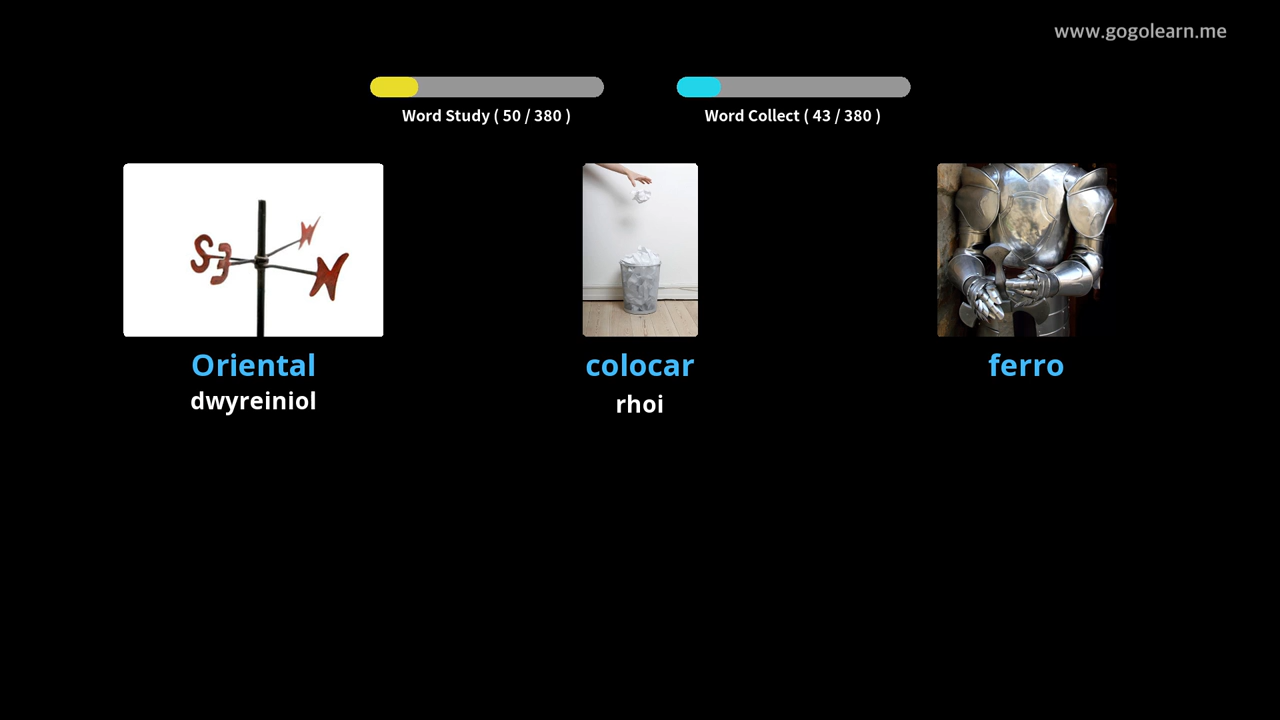 www.gogolearn.me
Word Study ( 50 / 380 )
Word Collect ( 43 / 380 )
S
E
W
N
Oriental
dwyreiniol
colocar
rhoi
ferro